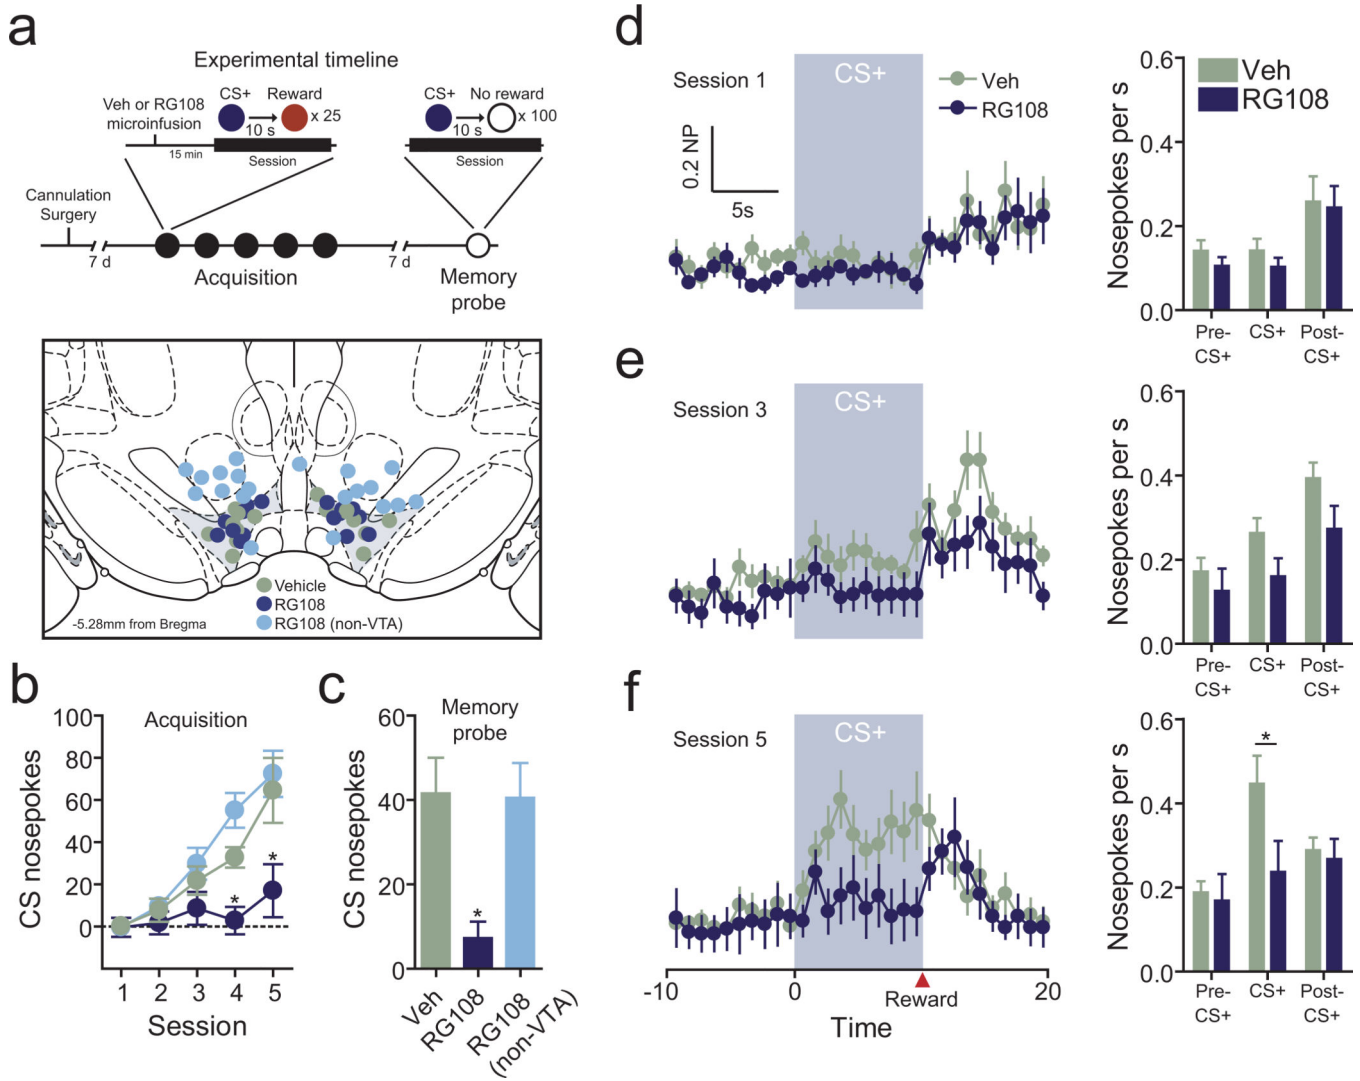 a
Experimental timeline
Veh or RG108
microinfusion
CS+
Reward
10 s
x 25
15 min
Session
CS+
No reward
10 s
x 100
Session
Cannulation
Surgery
7 d
Acquisition
7 d
Memory
probe
Vehicle
RG108
RG108 (non-VTA)
-5.28mm from Bregma
b
Acquisition
CS nosepokes
100
80
60
40
20
0
1 2 3 4 5
Session
*
*
c
Memory
probe
CS nosepokes
60
40
20
0
*
Veh
RG108
RG108
(non-VTA)
d
Session 1
CS+
Veh
RG108
0.2 NP
5s
Nosepokes per s
0.6
0.4
0.2
0.0
Veh
RG108
Pre-
CS+
CS+
Post-
CS+
e
Session 3
CS+
Nosepokes per s
0.6
0.4
0.2
0.0
Pre-
CS+
CS+
Post-
CS+
f
Session 5
CS+
-10
0
Reward
20
Time
Nosepokes per s
0.6
0.4
0.2
0.0
*
Pre-
CS+
CS+
Post-
CS+